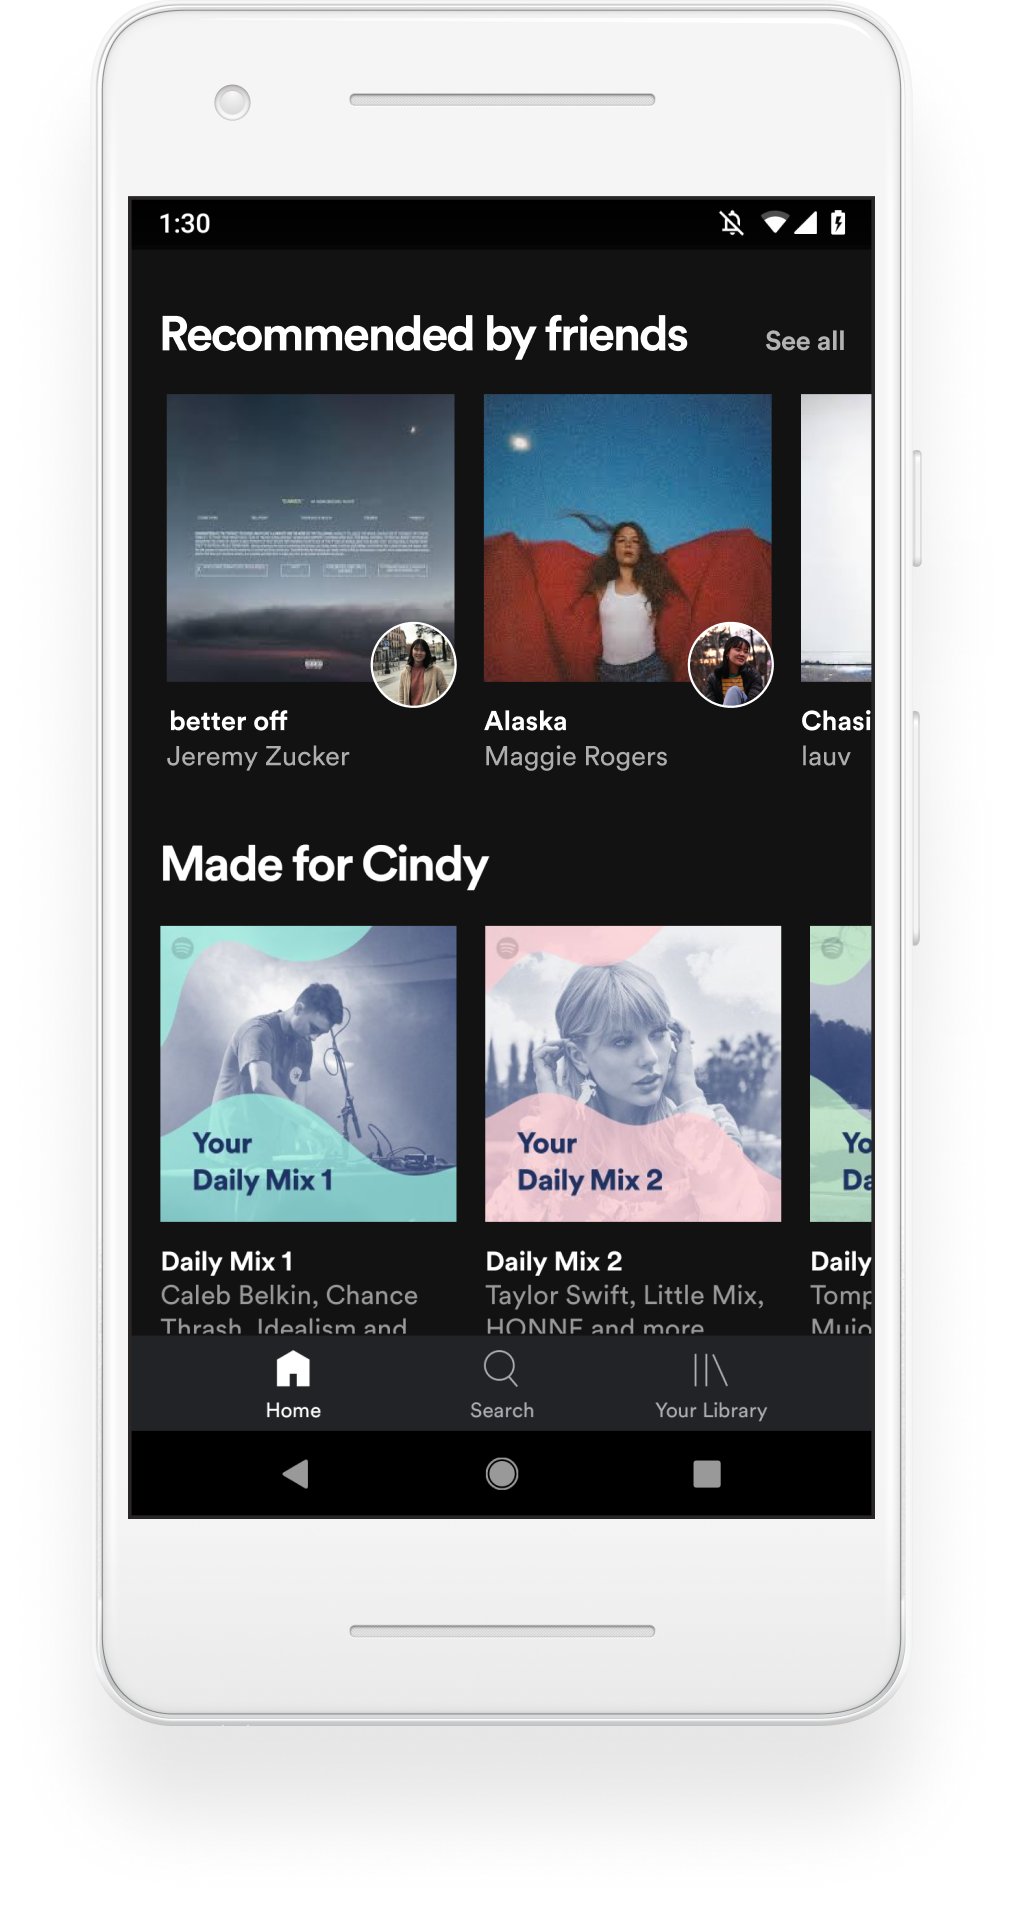 1:30
Recommended by friends
See all
better off
Jeremy Zucker
Alaska
Maggie Rogers
Chasi
lauv
Made for Cindy
Your
Daily Mix 1
Your
Daily Mix 2
Yo
Da
Daily Mix 1
Caleb Belkin, Chance
Thrash, Idealism and
Daily Mix 2
Taylor Swift, Little Mix,
HONNE and more
Daily
Tomp
Home
Search
Your Library